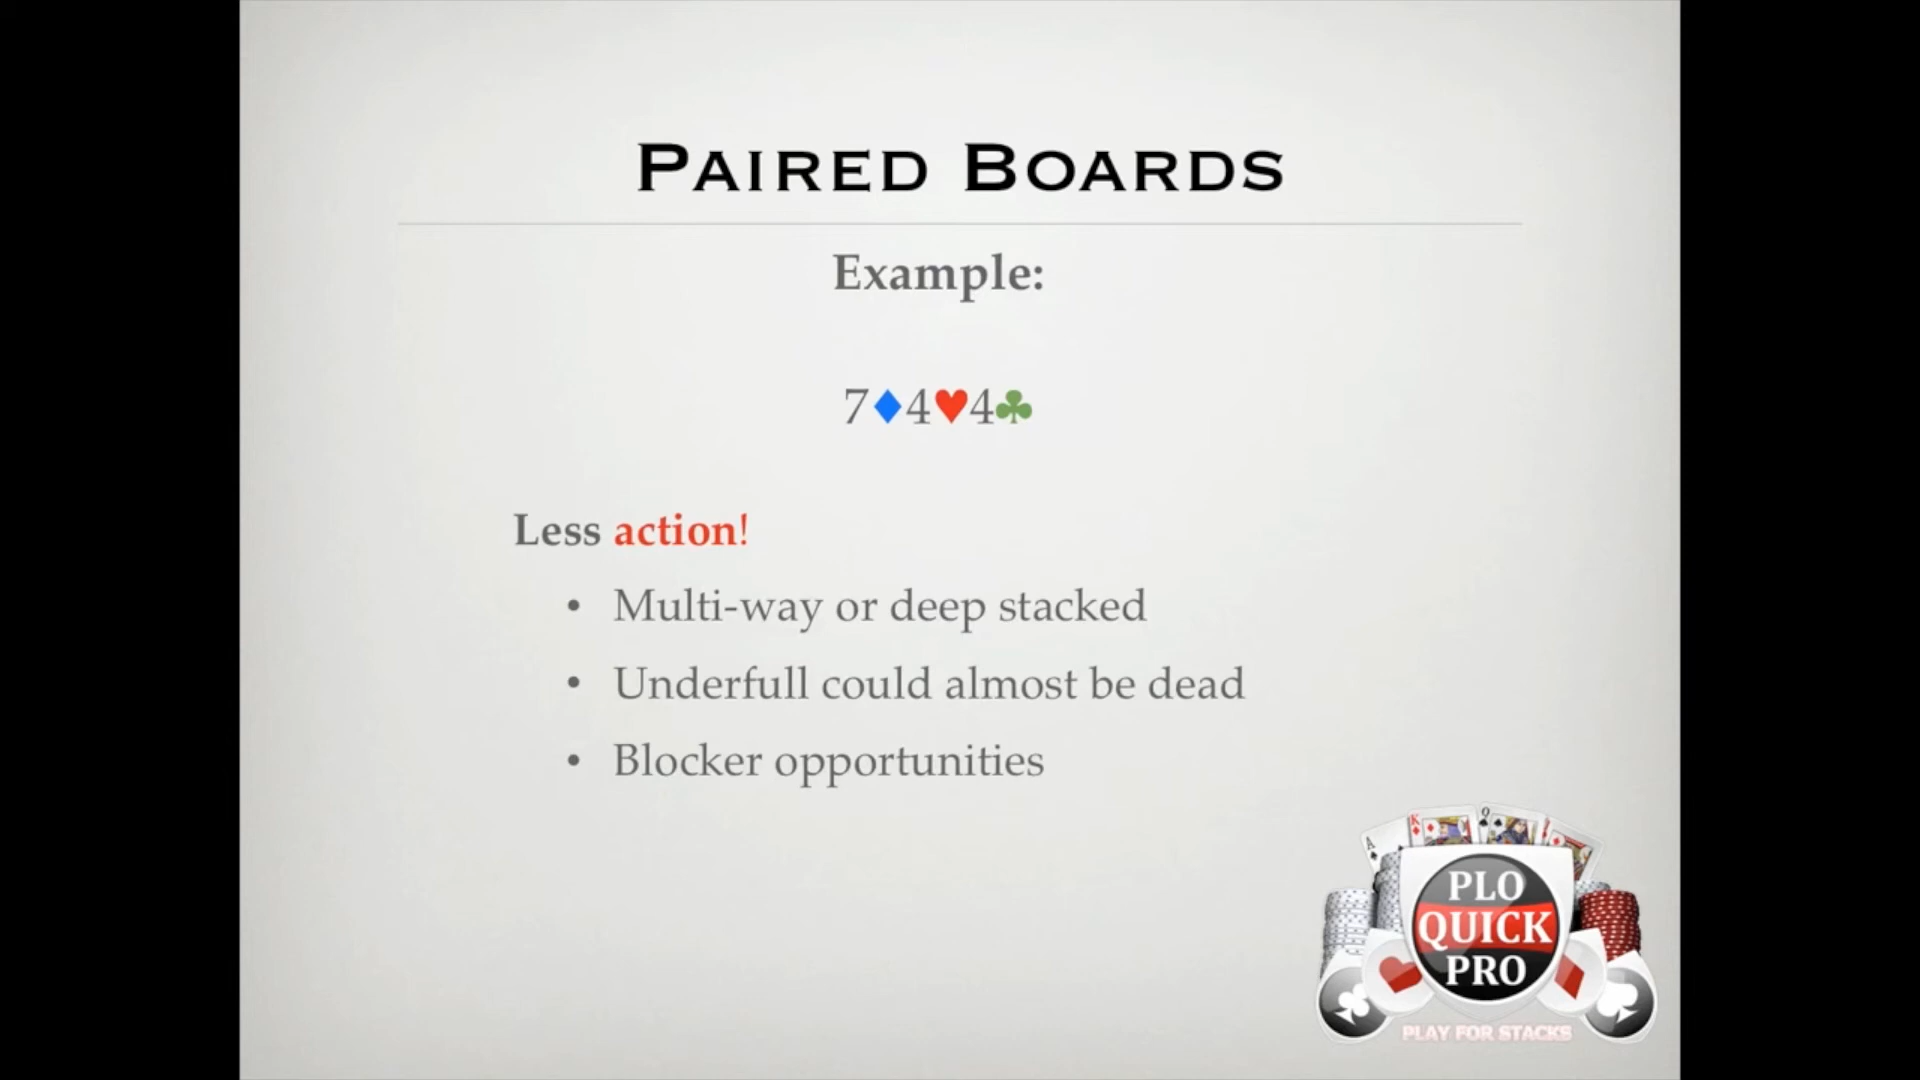 PAIRED BOARDS
Example:
7♦4♥4♣
Less action!
• Multi-way or deep stacked
• Underfull could almost be dead
• Blocker opportunities
A K Q
PLO
QUICK
PRO
PLAY FOR STACKS